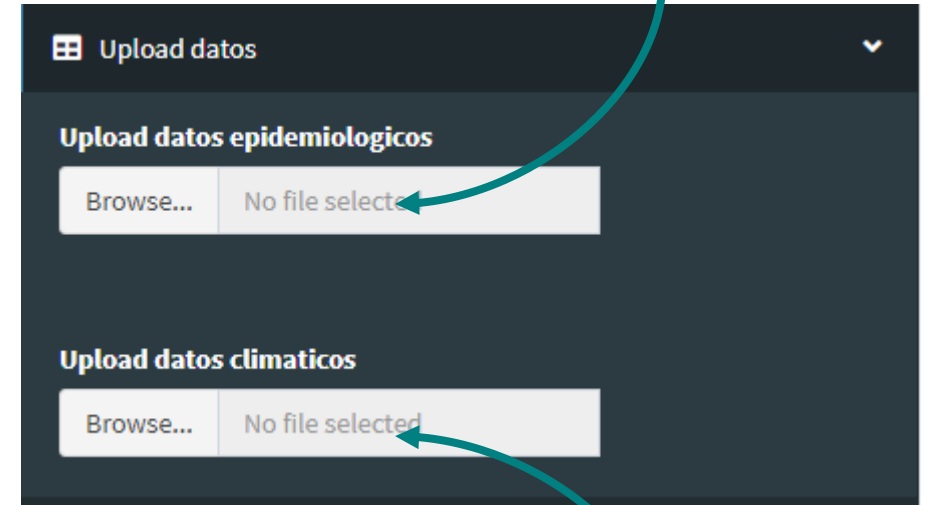 Upload datos
Upload datos epidemiologicos
Browse... No file selected
Upload datos climaticos
Browse... No file selected